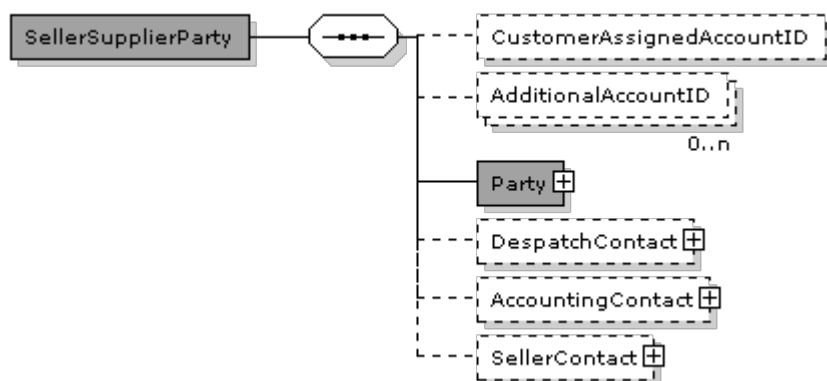 SellerSupplierParty
CustomerAssignedAccountID
AdditionalAccountID
0..n
Party
DespatchContact
AccountingContact
SellerContact